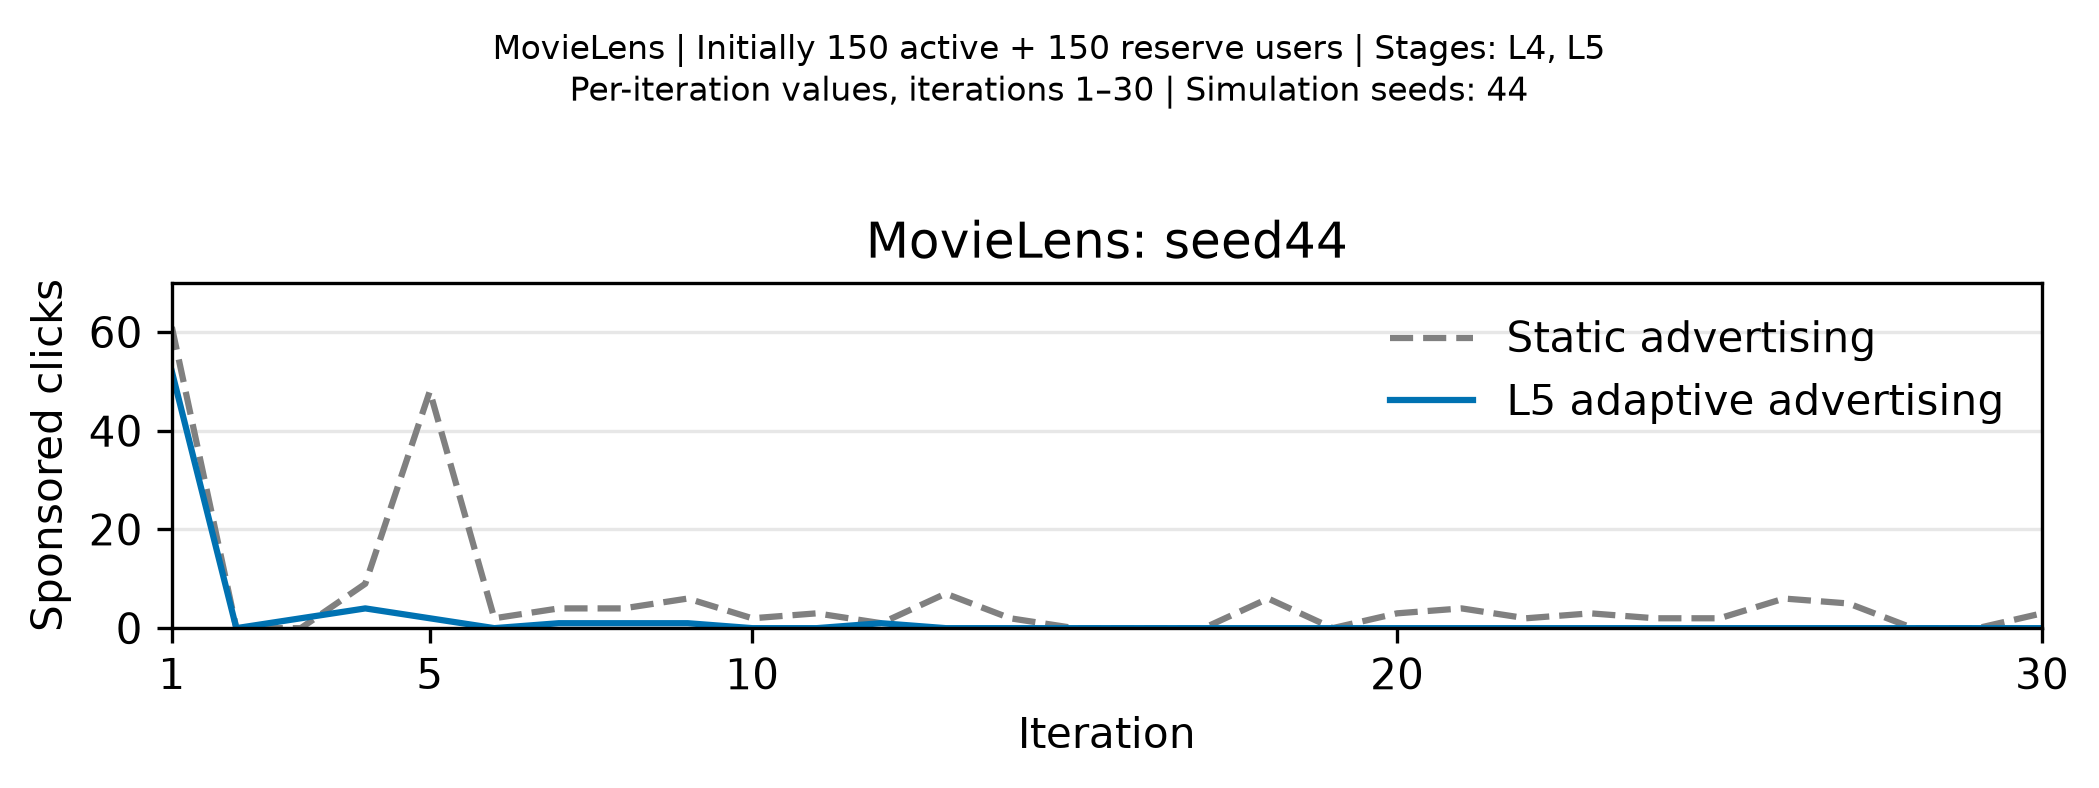 MovieLens | Initially 150 active + 150 reserve users | Stages: L4, L5
Per-iteration values, iterations 1–30 | Simulation seeds: 44
MovieLens: seed44
Sponsored clicks
60
40
20
0
Static advertising
L5 adaptive advertising
1 5 10 20 30
Iteration